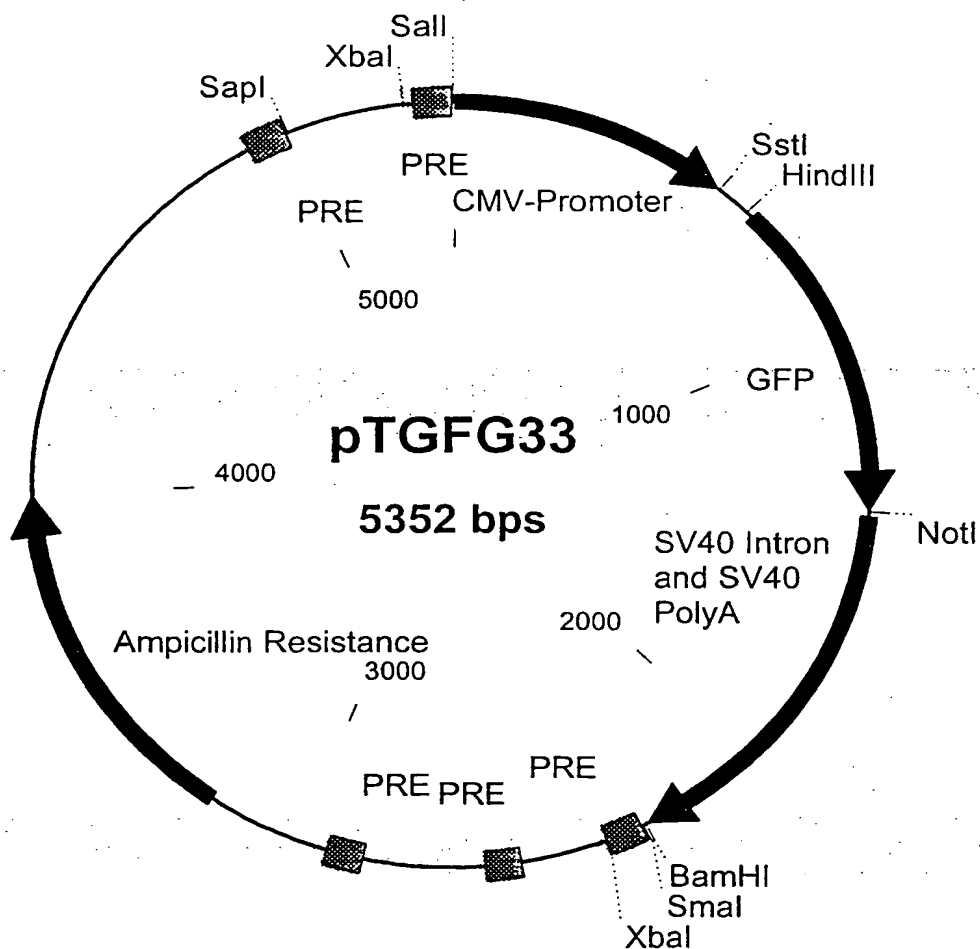 SalI
XbaI
SapI
SstI
HindIII
PRE
PRE
CMV-Promoter
5000
GFP
1000
pTGFG33
4000
5352 bps
NotI
SV40 Intron
and SV40
PolyA
2000
Ampicillin Resistance
3000
PRE
PRE
PRE
BamHI
SmaI
XbaI